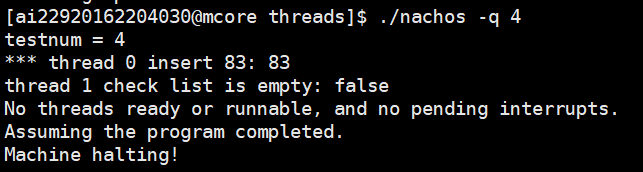 [ai22920162204030@mcore threads]$ ./nachos -q 4
testnum = 4
*** thread 0 insert 83: 83
thread 1 check list is empty: false
No threads ready or runnable, and no pending interrupts.
Assuming the program completed.
Machine halting!